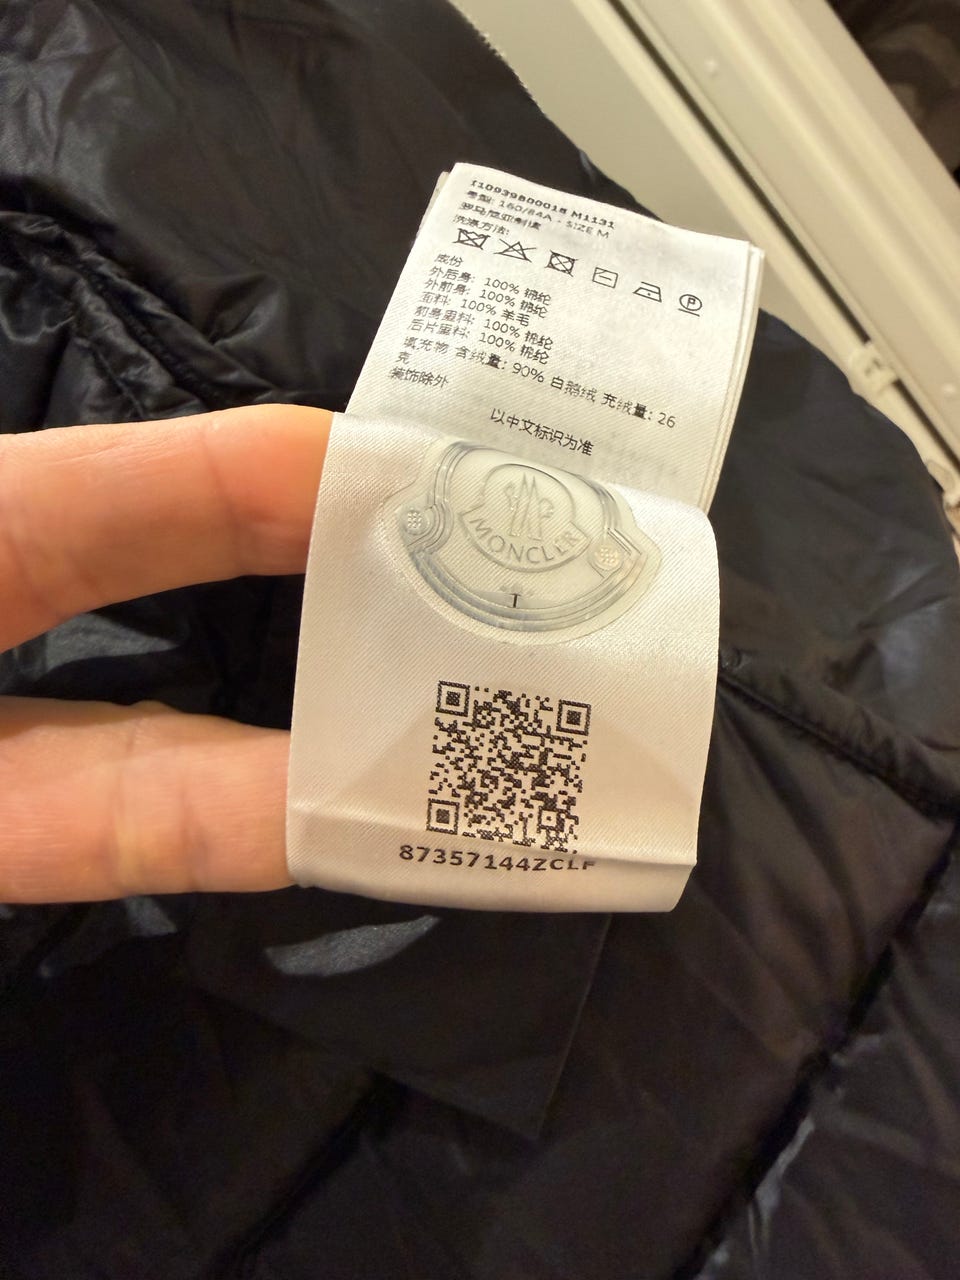 I10939B00018 M1131
号型: 160/84A - SIZE M
罗马尼亚制造
洗涤方法:
P
成份
外后身: 100% 锦纶
外前身: 100% 锦纶
面料: 100% 羊毛
前身里料: 100% 锦纶
后片里料: 100% 锦纶
填充物 含绒量: 90% 白鹅绒 充绒量: 26
克
装饰除外
以中文标识为准
MONCLER
1
87357144ZCLF